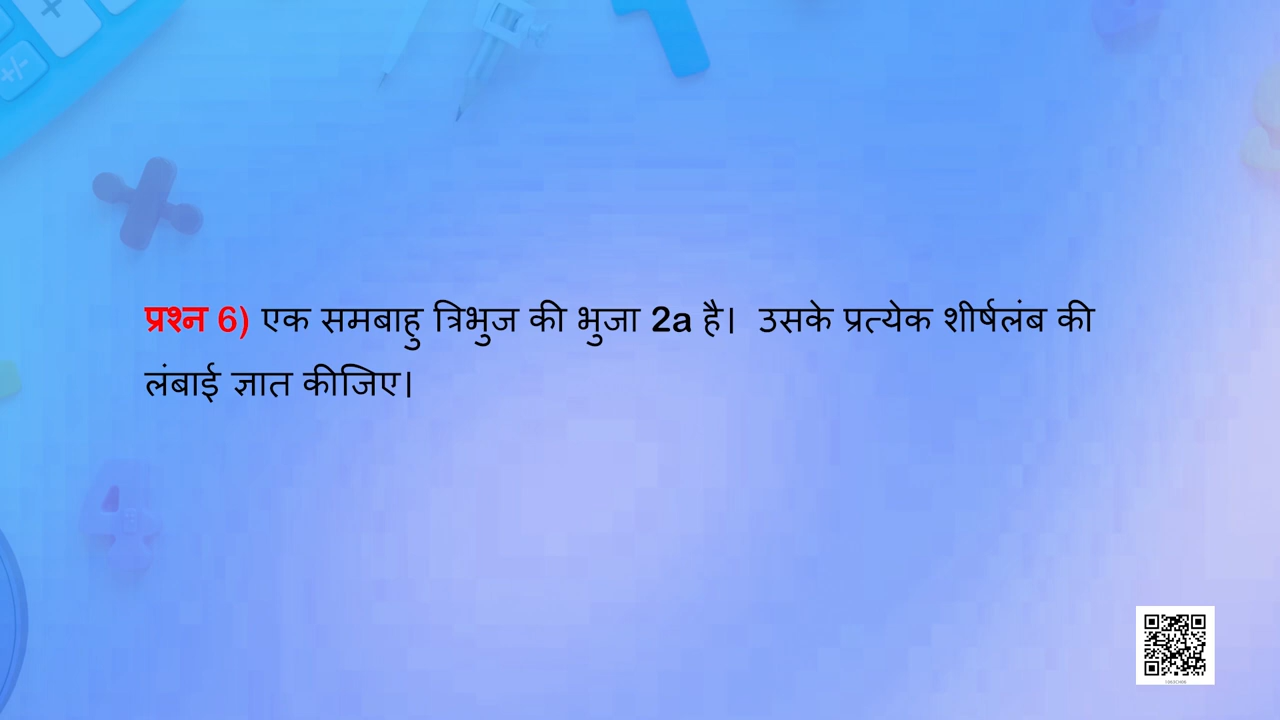 प्रश्न 6) एक समबाहु त्रिभुज की भुजा 2a है। उसके प्रत्येक शीर्षलंब की
लंबाई ज्ञात कीजिए।